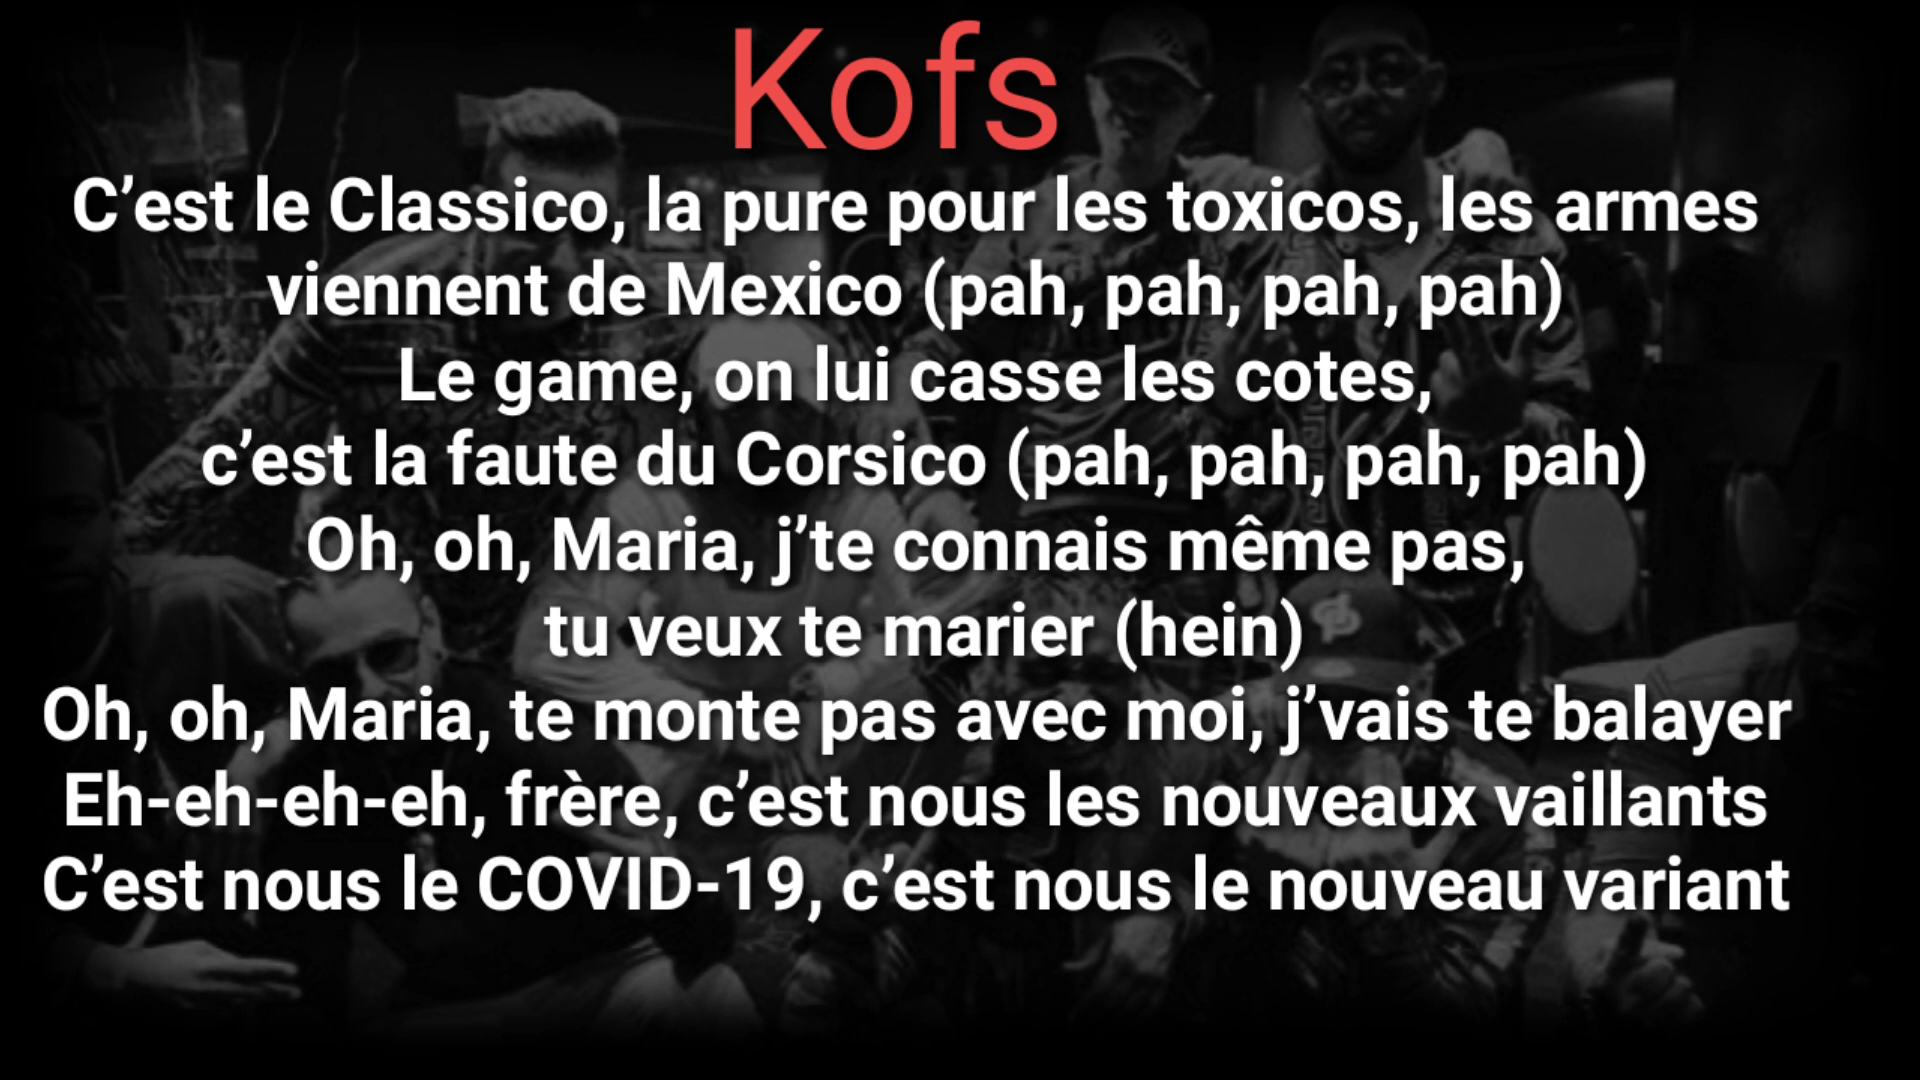 Kofs
C’est le Classico, la pure pour les toxicos, les armes
viennent de Mexico (pah, pah, pah, pah)
Le game, on lui casse les cotes,
c’est la faute du Corsico (pah, pah, pah, pah)
Oh, oh, Maria, j’te connais même pas,
tu veux te marier (hein)
Oh, oh, Maria, te monte pas avec moi, j’vais te balayer
Eh-eh-eh-eh, frère, c’est nous les nouveaux vaillants
C’est nous le COVID-19, c’est nous le nouveau variant